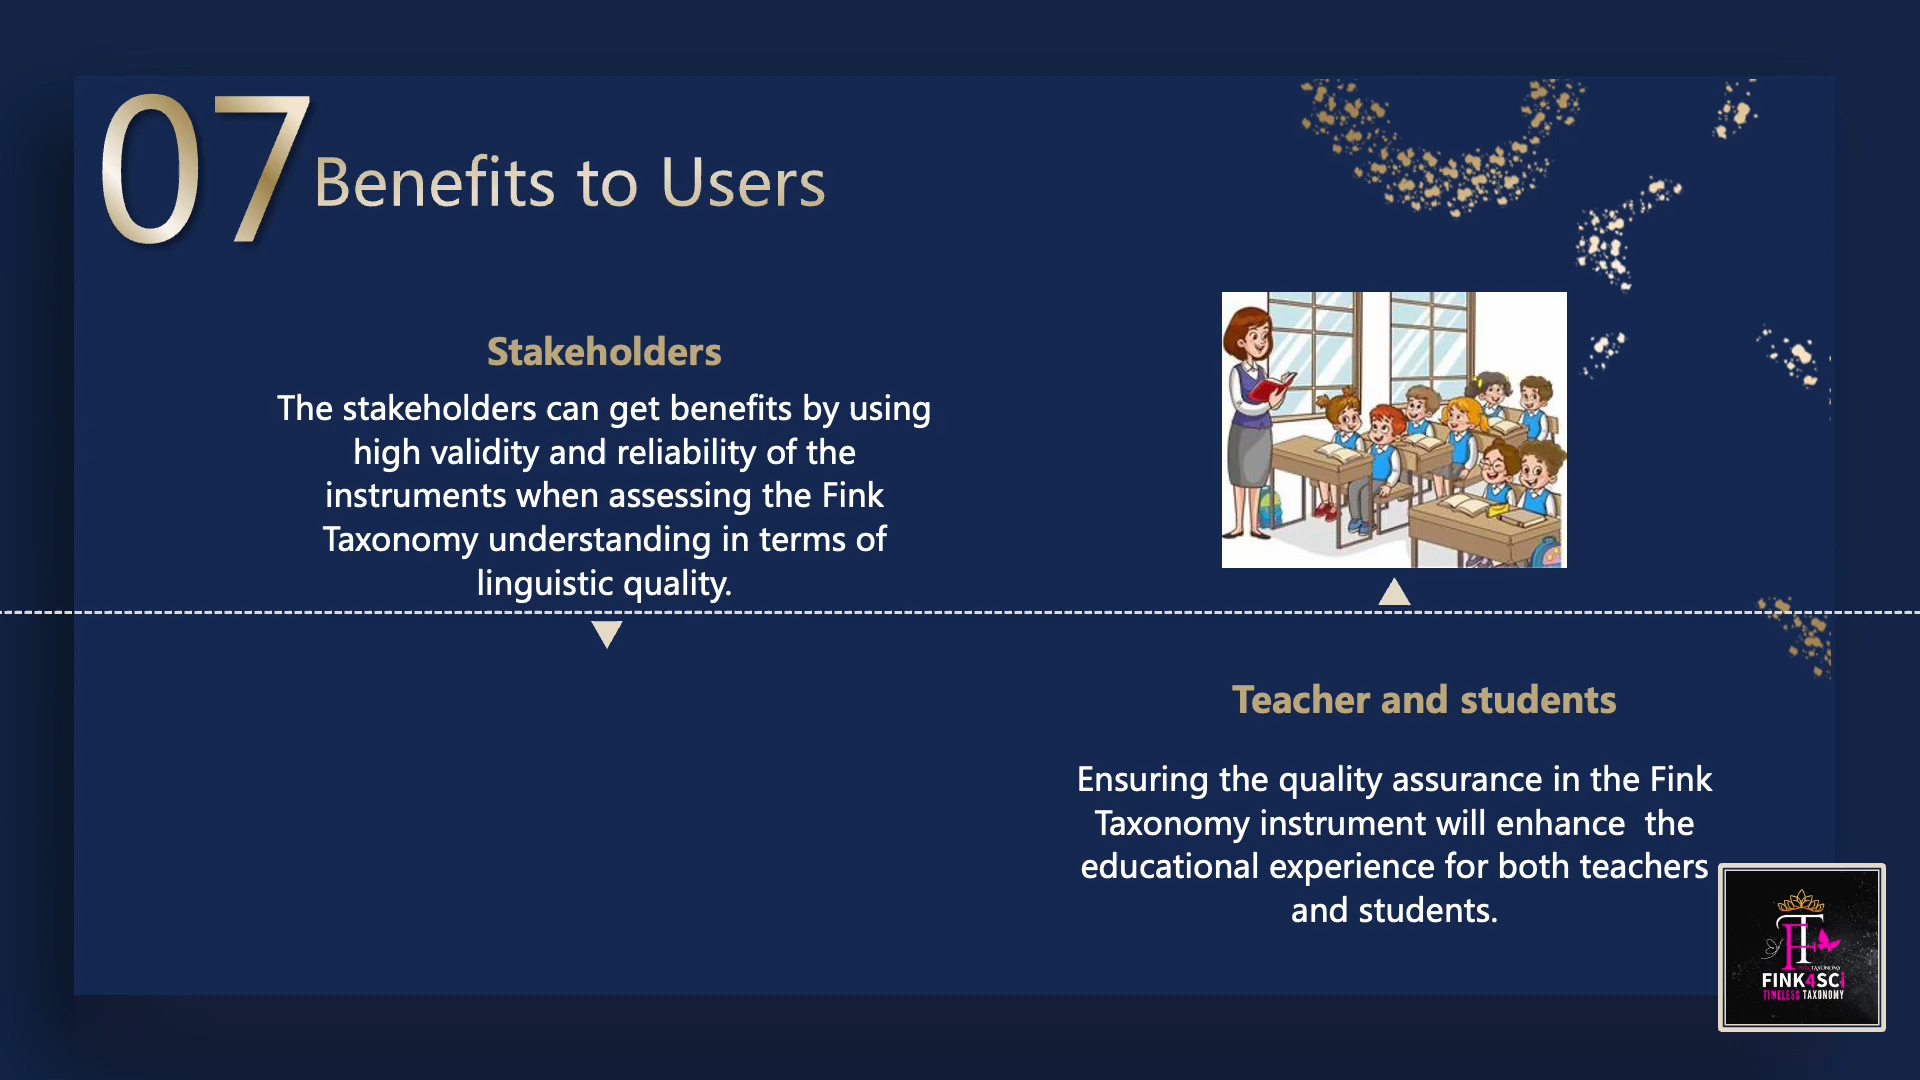 07
Benefits to Users
Stakeholders
The stakeholders can get benefits by using
high validity and reliability of the
instruments when assessing the Fink
Taxonomy understanding in terms of
linguistic quality.
Teacher and students
Ensuring the quality assurance in the Fink
Taxonomy instrument will enhance  the
educational experience for both teachers
and students.
FINK4SCI
TIMELESS TAXONOMY